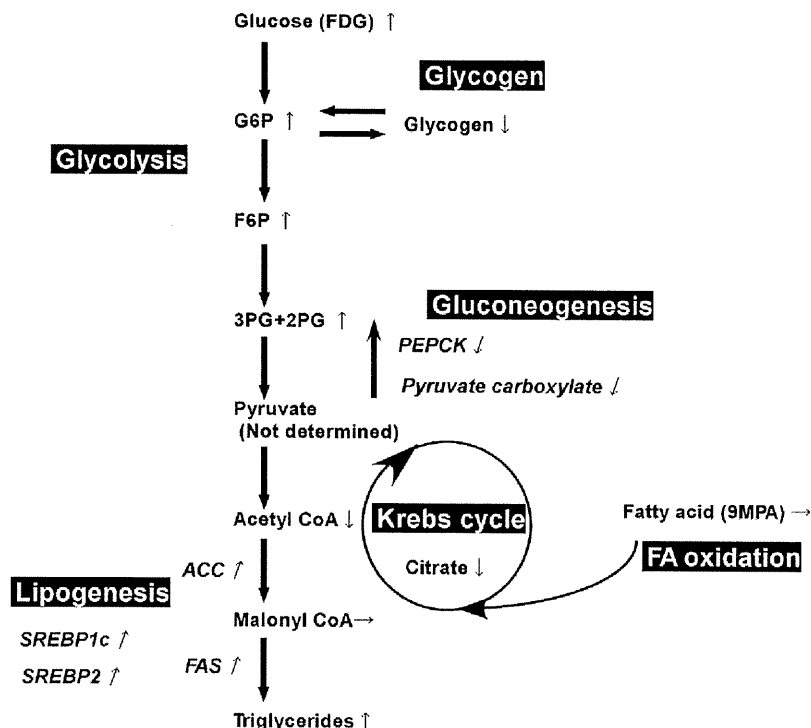 Glucose (FDG) ↑
Glycogen
G6P ↑
Glycogen ↓
Glycolysis
F6P ↑
Gluconeogenesis
3PG+2PG ↑
PEPCK ↓
Pyruvate carboxylate ↓
Pyruvate
(Not determined)
Acetyl CoA ↓
Krebs cycle
Fatty acid (9MPA) →
FA oxidation
Citrate ↓
ACC ↑
Lipogenesis
Malonyl CoA→
SREBP1c ↑
SREBP2 ↑
FAS ↑
Triglycerides ↑